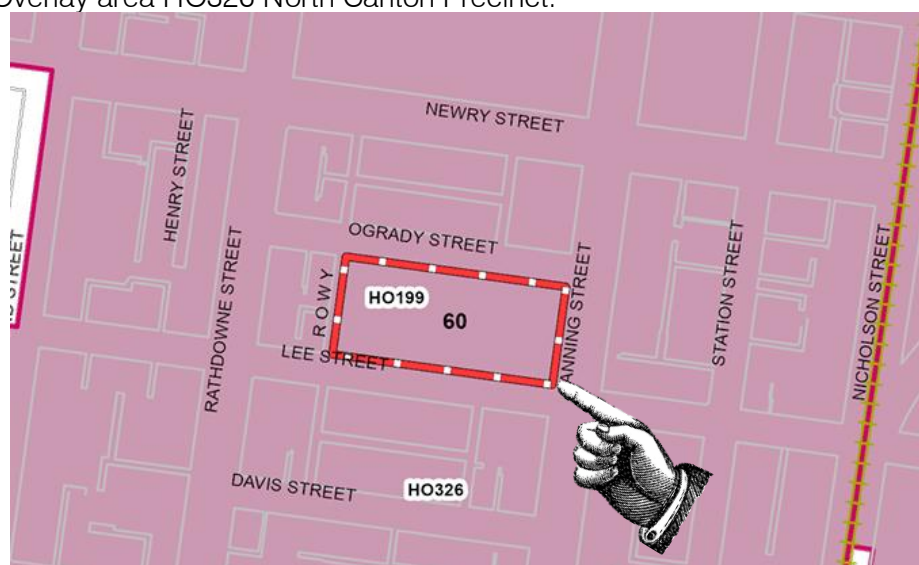 Overlay area HO326 North Carlton Precinct.
NEWRY STREET
HENRY STREET
OGRADY STREET
STREET
RATHDOWNE STREET
ROWY
HO199
60
ANNING STREET
STATION STREET
NICHOLSON STREET
LEE STREET
DAVIS STREET
HO326